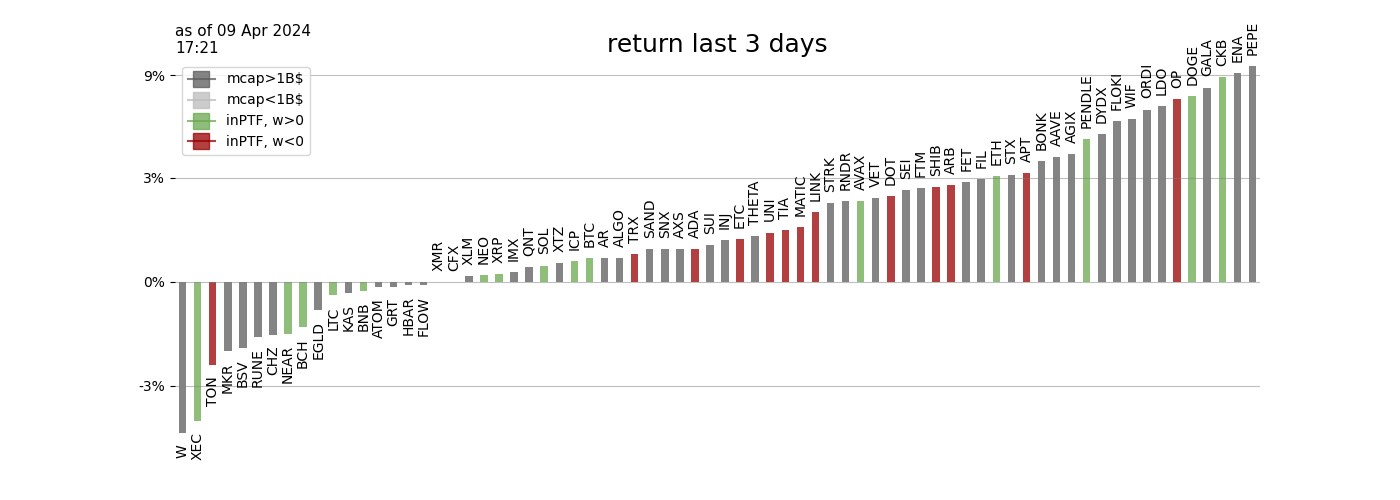 as of 09 Apr 2024
17:21
return last 3 days
mcap>1B$
mcap<1B$
inPTF, w>0
inPTF, w<0
9%
3%
0%
-3%
W
XEC
TON
MKR
BSV
RUNE
CHZ
NEAR
BCH
EGLD
LTC
KAS
BNB
ATOM
GRT
HBAR
FLOW
XMR
CFX
XLM
NEO
XRP
IMX
QNT
SOL
XTZ
ICP
BTC
AR
ALGO
TRX
SAND
SNX
AXS
ADA
SUI
INJ
ETC
THETA
UNI
TIA
MATIC
LINK
STRK
RNDR
AVAX
VET
DOT
SEI
FTM
SHIB
ARB
FET
FIL
ETH
STX
APT
BONK
AAVE
AGIX
PENDLE
DYDX
FLOKI
WIF
ORDI
LDO
OP
DOGE
GALA
CKB
ENA
PEPE